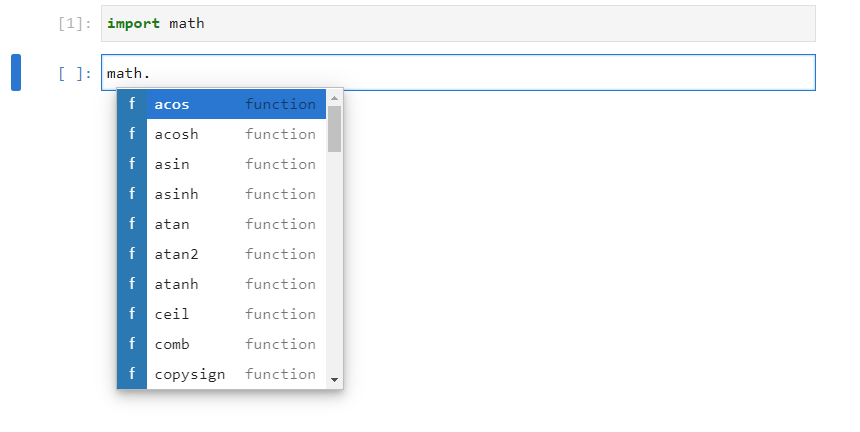 [1]: import math
[ ]: math.
f acos function
f acosh function
f asin function
f asinh function
f atan function
f atan2 function
f atanh function
f ceil function
f comb function
f copysign function